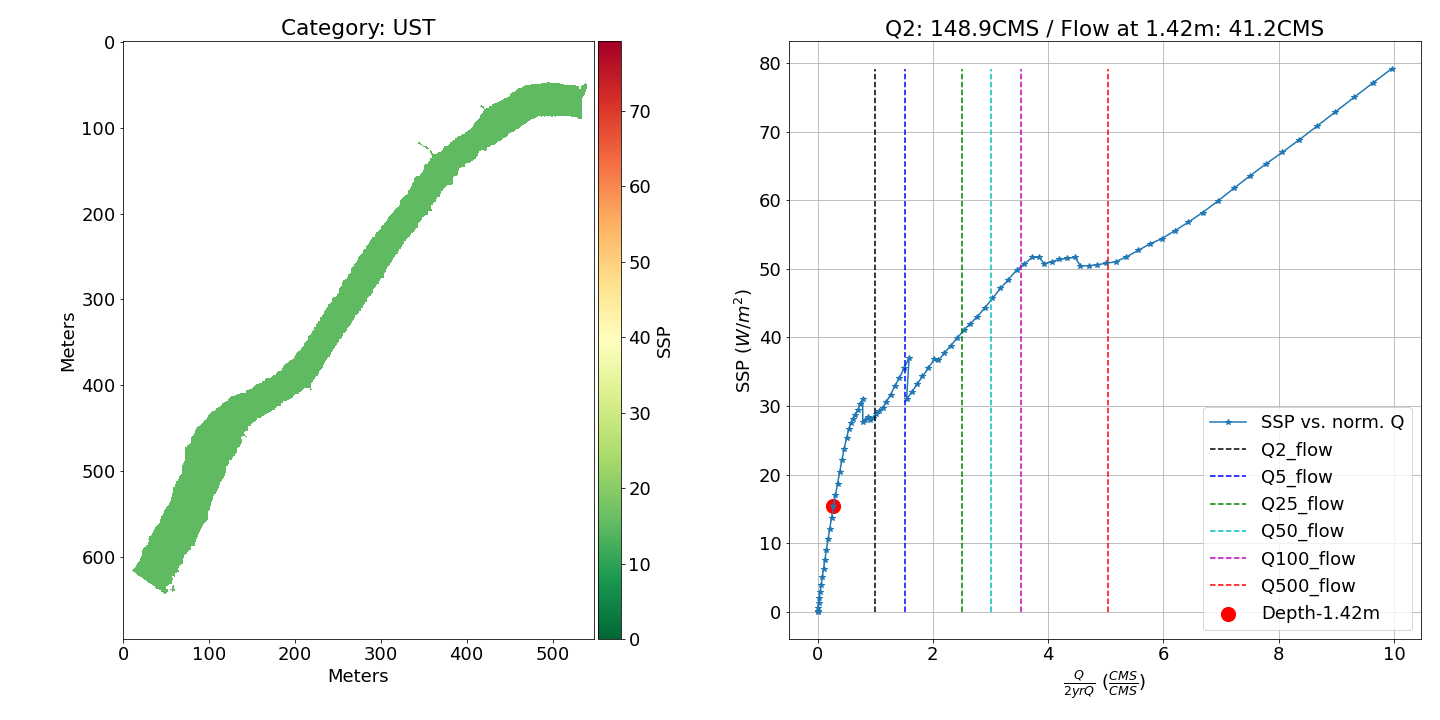 Category: UST
0
100
200
300
400
500
600
Meters
0
100
200
300
400
500
Meters
70
60
50
40
30
20
10
0
SSP
Q2: 148.9CMS / Flow at 1.42m: 41.2CMS
80
70
60
50
40
30
20
10
0
SSP (W/m²)
0
2
4
6
8
10
Q/2yrQ (CMS/CMS)
SSP vs. norm. Q
Q2_flow
Q5_flow
Q25_flow
Q50_flow
Q100_flow
Q500_flow
Depth-1.42m